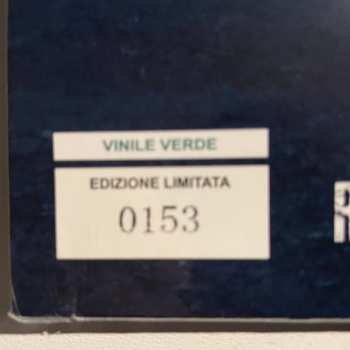 VINILE VERDE
EDIZIONE LIMITATA
0153